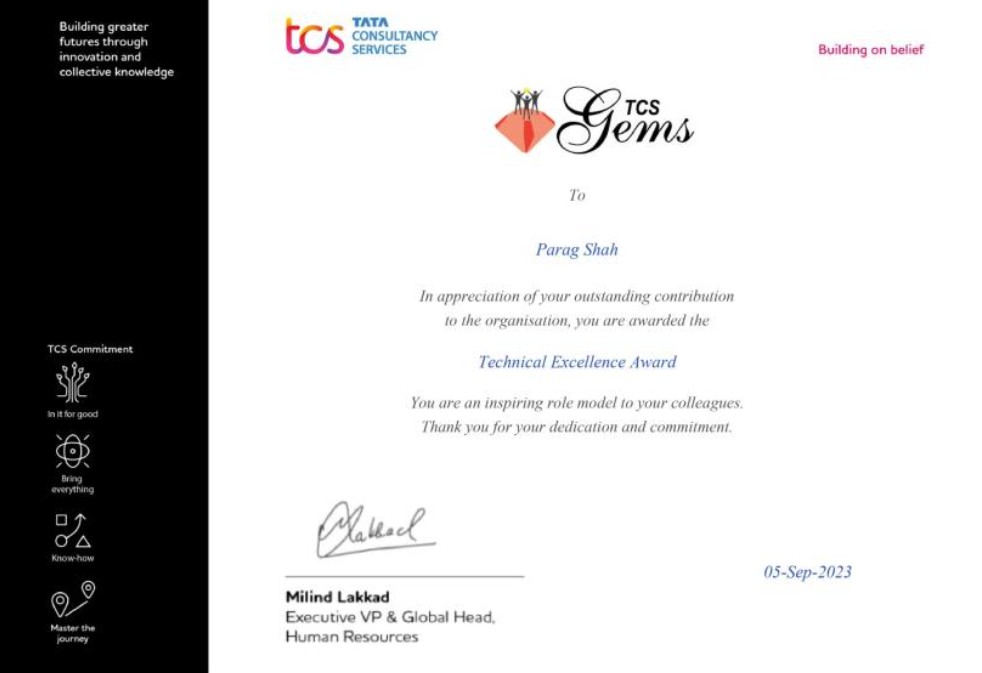 Building greater
futures through
innovation and
collective knowledge
tcs
TATA
CONSULTANCY
SERVICES
Building on belief
TCS
Gems
To
Parag Shah
In appreciation of your outstanding contribution
to the organisation, you are awarded the
Technical Excellence Award
You are an inspiring role model to your colleagues.
Thank you for your dedication and commitment.
TCS Commitment
In it for good
Bring
everything
Know-how
Master the
journey
Milind Lakkad
Executive VP & Global Head,
Human Resources
05-Sep-2023